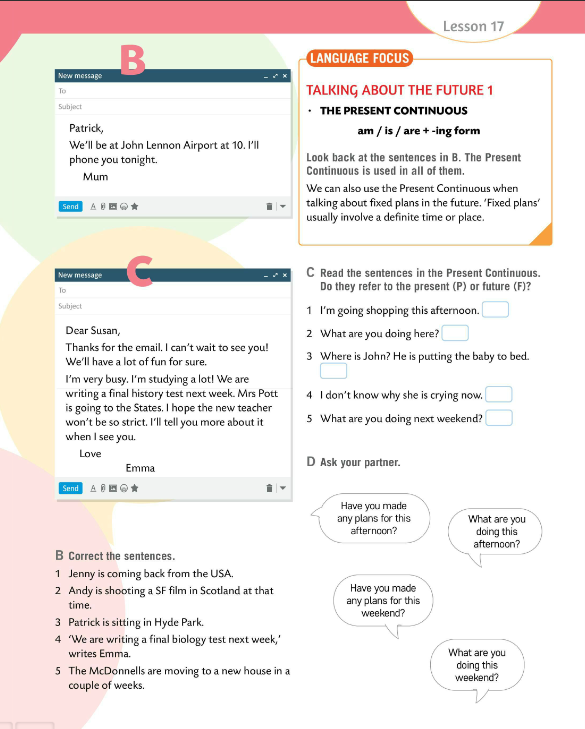 Lesson 17
B
New message
To
Subject
Patrick,
We'll be at John Lennon Airport at 10. I'll
phone you tonight.
Mum
Send
C
New message
To
Subject
Dear Susan,
Thanks for the email. I can't wait to see you!
We'll have a lot of fun for sure.
I'm very busy. I'm studying a lot! We are
writing a final history test next week. Mrs Pott
is going to the States. I hope the new teacher
won't be so strict. I'll tell you more about it
when I see you.
Love
Emma
Send
B Correct the sentences.
1 Jenny is coming back from the USA.
2 Andy is shooting a SF film in Scotland at that
time.
3 Patrick is sitting in Hyde Park.
4 'We are writing a final biology test next week,'
writes Emma.
5 The McDonnells are moving to a new house in a
couple of weeks.
LANGUAGE FOCUS
TALKING ABOUT THE FUTURE 1
· THE PRESENT CONTINUOUS
am / is / are + -ing form
Look back at the sentences in B. The Present
Continuous is used in all of them.
We can also use the Present Continuous when
talking about fixed plans in the future. 'Fixed plans'
usually involve a definite time or place.
C Read the sentences in the Present Continuous.
Do they refer to the present (P) or future (F)?
1 I'm going shopping this afternoon.
2 What are you doing here?
3 Where is John? He is putting the baby to bed.
4 I don't know why she is crying now.
5 What are you doing next weekend?
D Ask your partner.
Have you made
any plans for this
afternoon?
What are you
doing this
afternoon?
Have you made
any plans for this
weekend?
What are you
doing this
weekend?